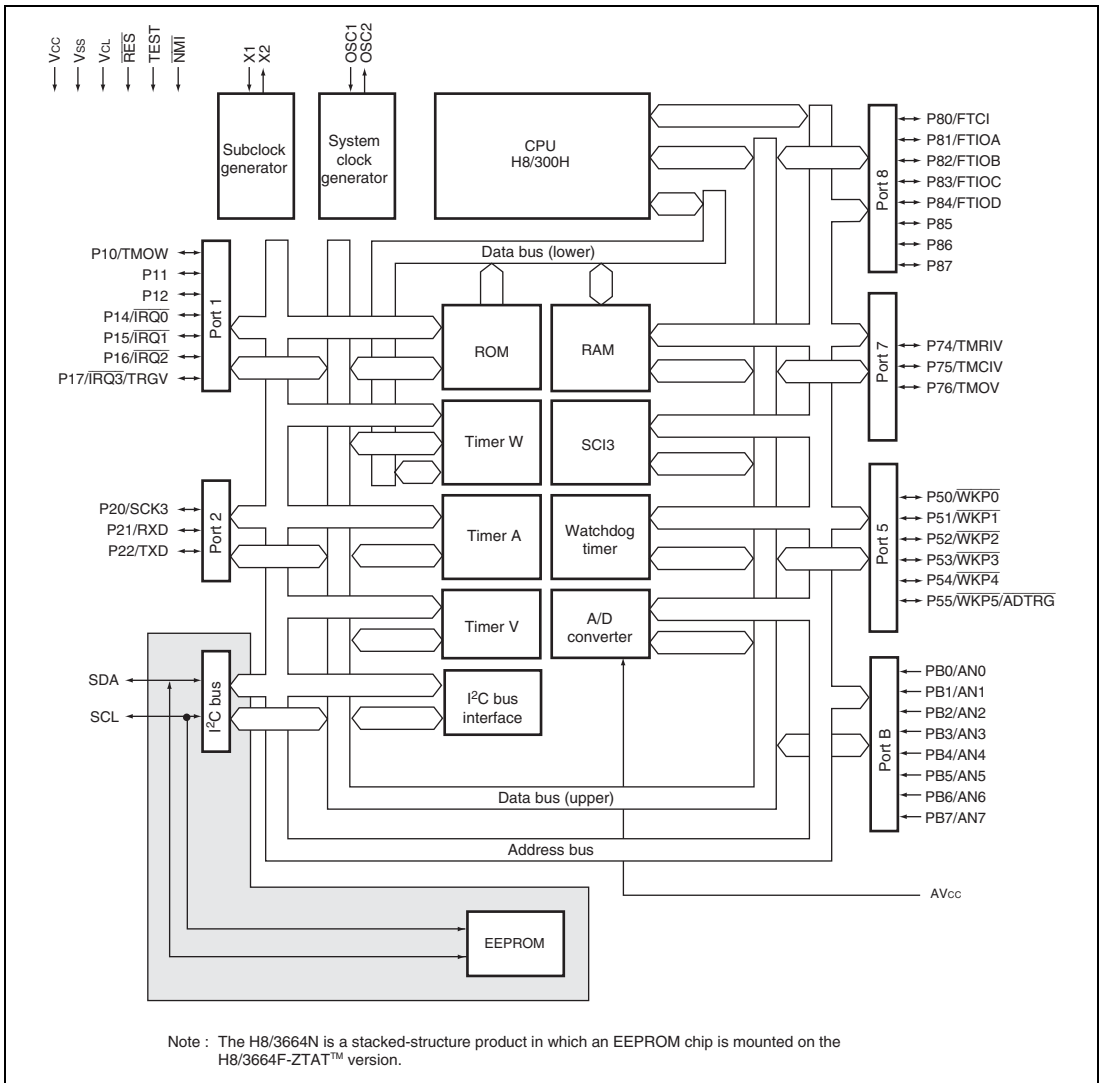 Vcc
Vss
VCL
RES
TEST
NMI
X1
X2
OSC1
OSC2
Subclock
generator
System
clock
generator
CPU
H8/300H
Port 8
P80/FTCI
P81/FTIOA
P82/FTIOB
P83/FTIOC
P84/FTIOD
P85
P86
P87
Data bus (lower)
P10/TMOW
P11
P12
P14/IRQ0
P15/IRQ1
P16/IRQ2
P17/IRQ3/TRGV
Port 1
ROM
RAM
Port 7
P74/TMRIV
P75/TMCIV
P76/TMOV
Timer W
SCI3
P20/SCK3
P21/RXD
P22/TXD
Port 2
Timer A
Watchdog
timer
Port 5
P50/WKP0
P51/WKP1
P52/WKP2
P53/WKP3
P54/WKP4
P55/WKP5/ADTRG
Timer V
A/D
converter
SDA
SCL
I2C bus
I2C bus
interface
Port B
PB0/AN0
PB1/AN1
PB2/AN2
PB3/AN3
PB4/AN4
PB5/AN5
PB6/AN6
PB7/AN7
Data bus (upper)
Address bus
AVcc
EEPROM
Note : The H8/3664N is a stacked-structure product in which an EEPROM chip is mounted on the
H8/3664F-ZTAT™ version.